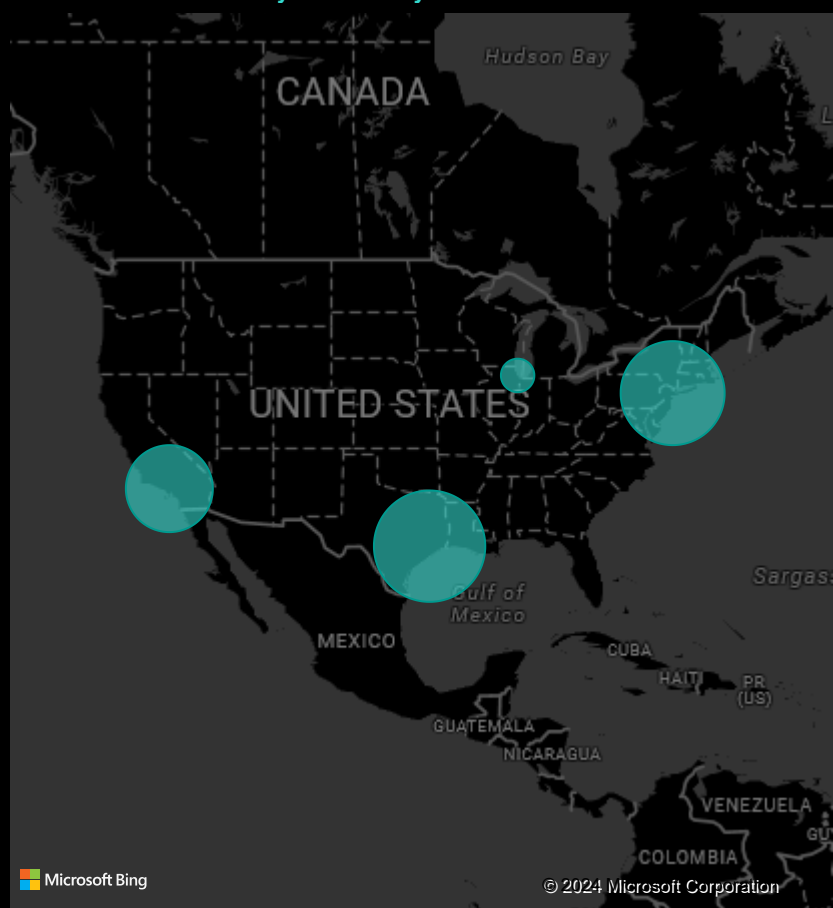 Hudson Bay
CANADA
UNITED STATES
Gulf of
Mexico
MEXICO
CUBA
HAITI
PR
(US)
GUATEMALA
NICARAGUA
VENEZUELA
COLOMBIA
Microsoft Bing
© 2024 Microsoft Corporation